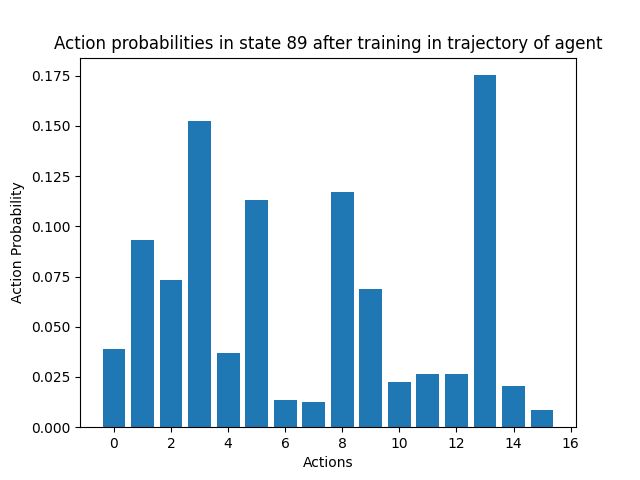 Action probabilities in state 89 after training in trajectory of agent
0.175
0.150
0.125
0.100
0.075
0.050
0.025
0.000
Action Probability
0 2 4 6 8 10 12 14 16
Actions